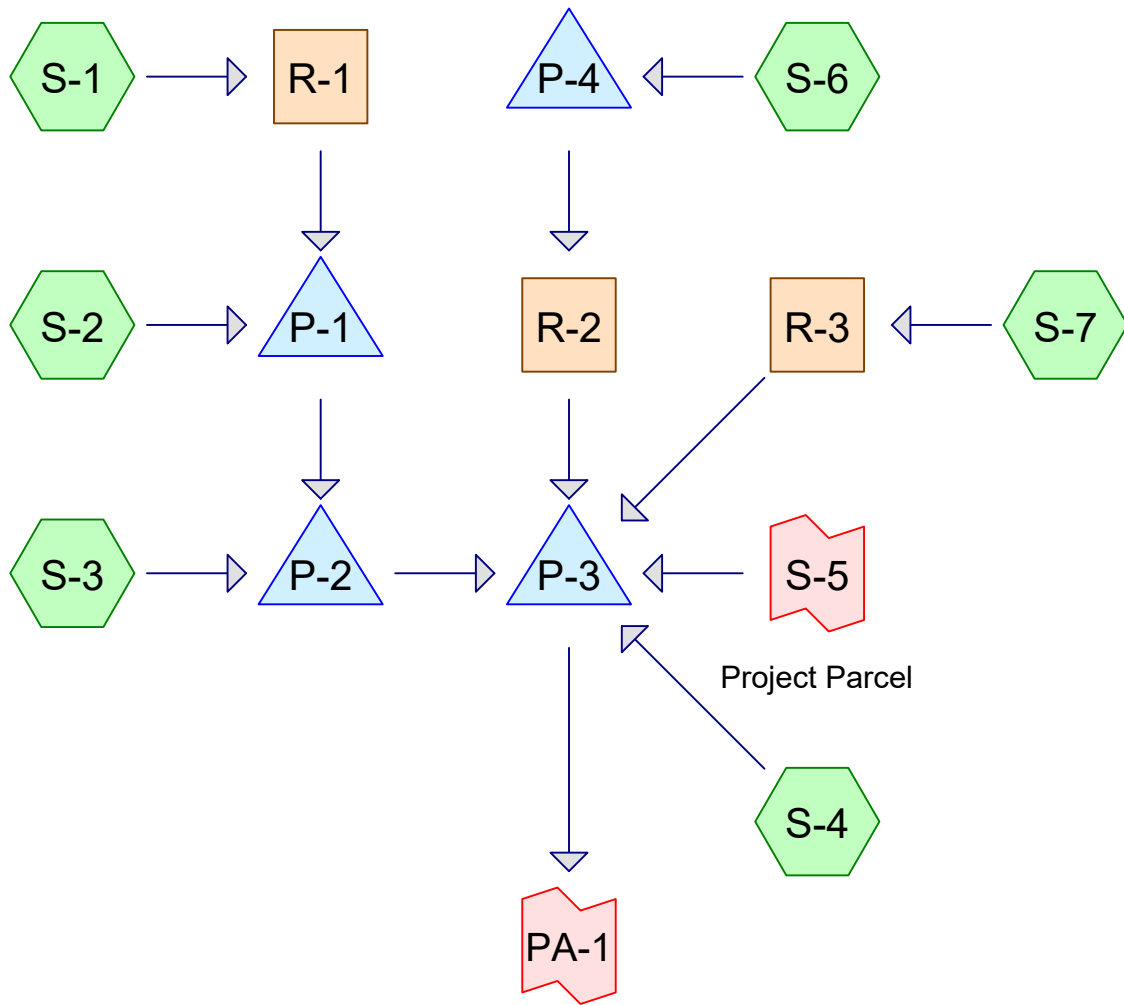 S-1
R-1
P-4
S-6
S-2
P-1
R-2
R-3
S-7
S-3
P-2
P-3
S-5
Project Parcel
S-4
PA-1